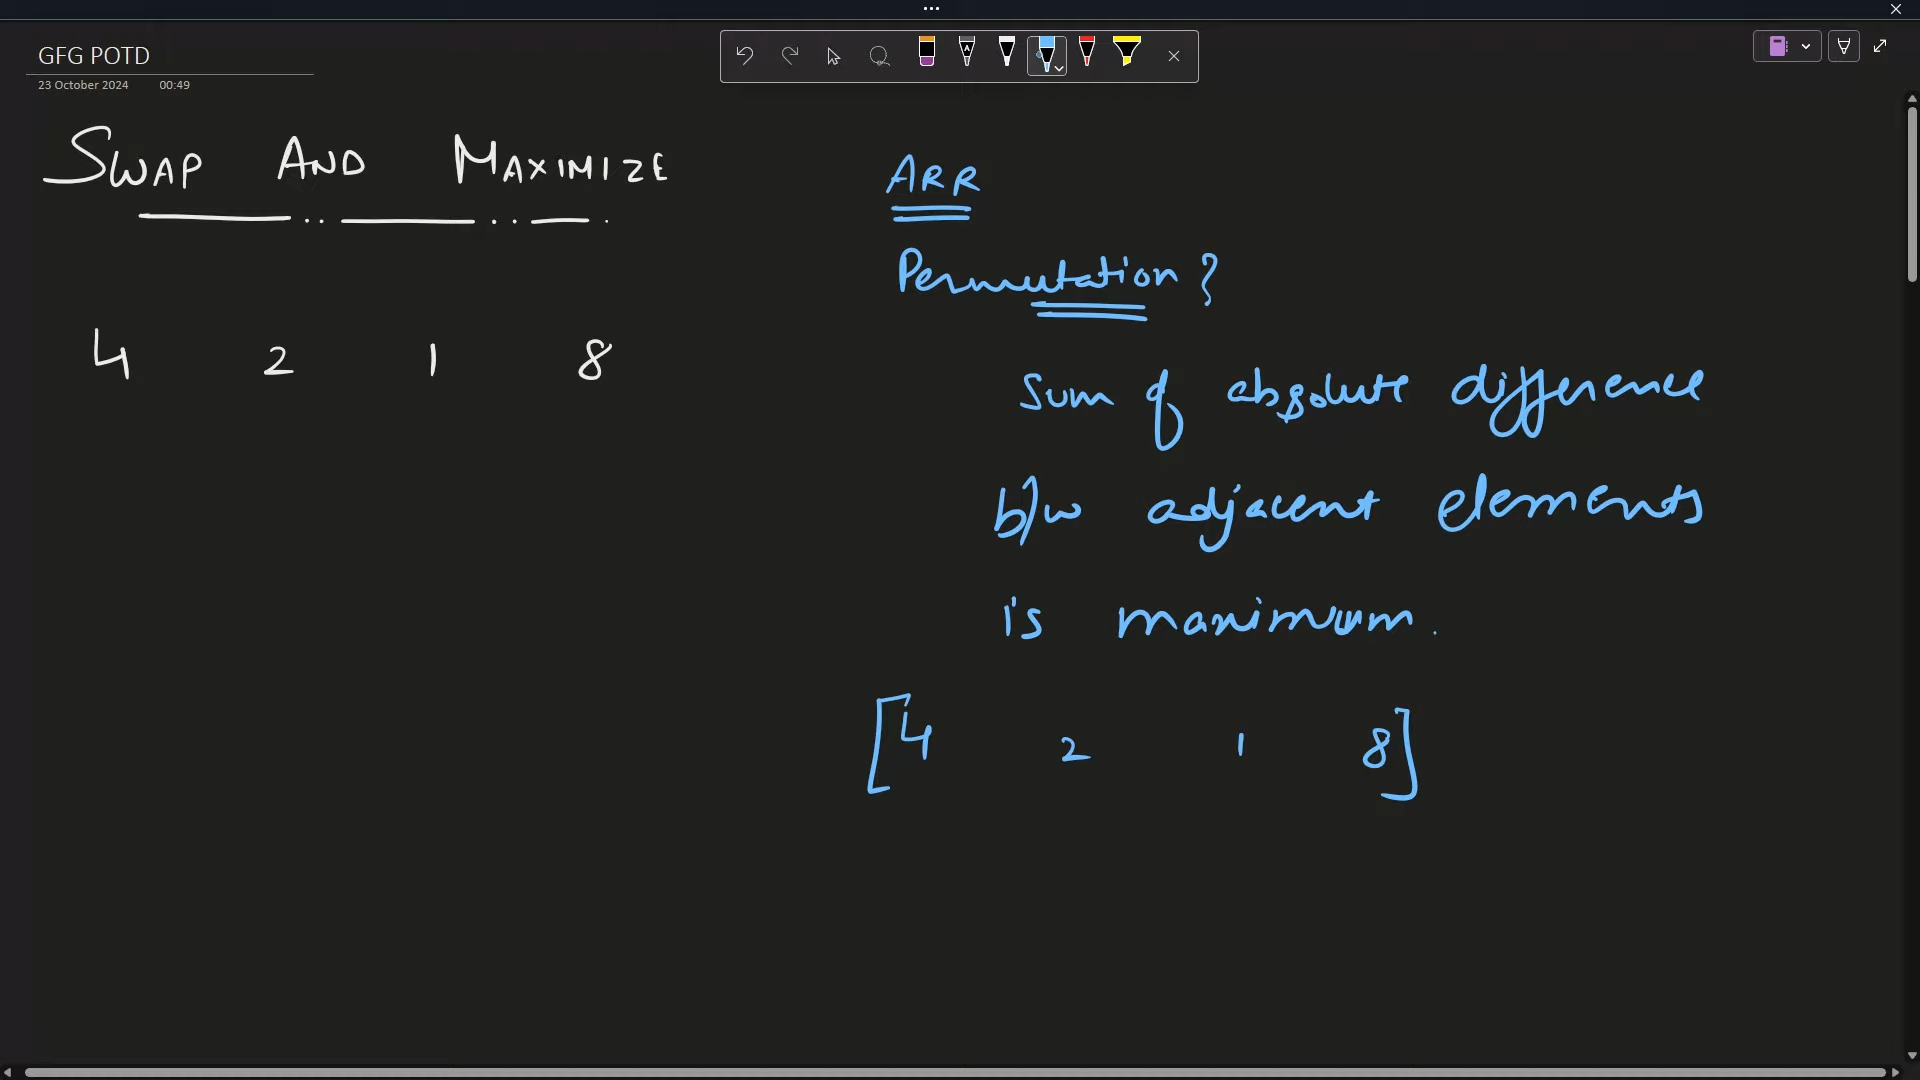 GFG POTD
23 October 2024 00:49
SWAP AND MAXIMIZE
4 2 1 8
ARR
Permutation ?
Sum of absolute difference
b/w adjacent elements
is maximum.
[4 2 1 8]